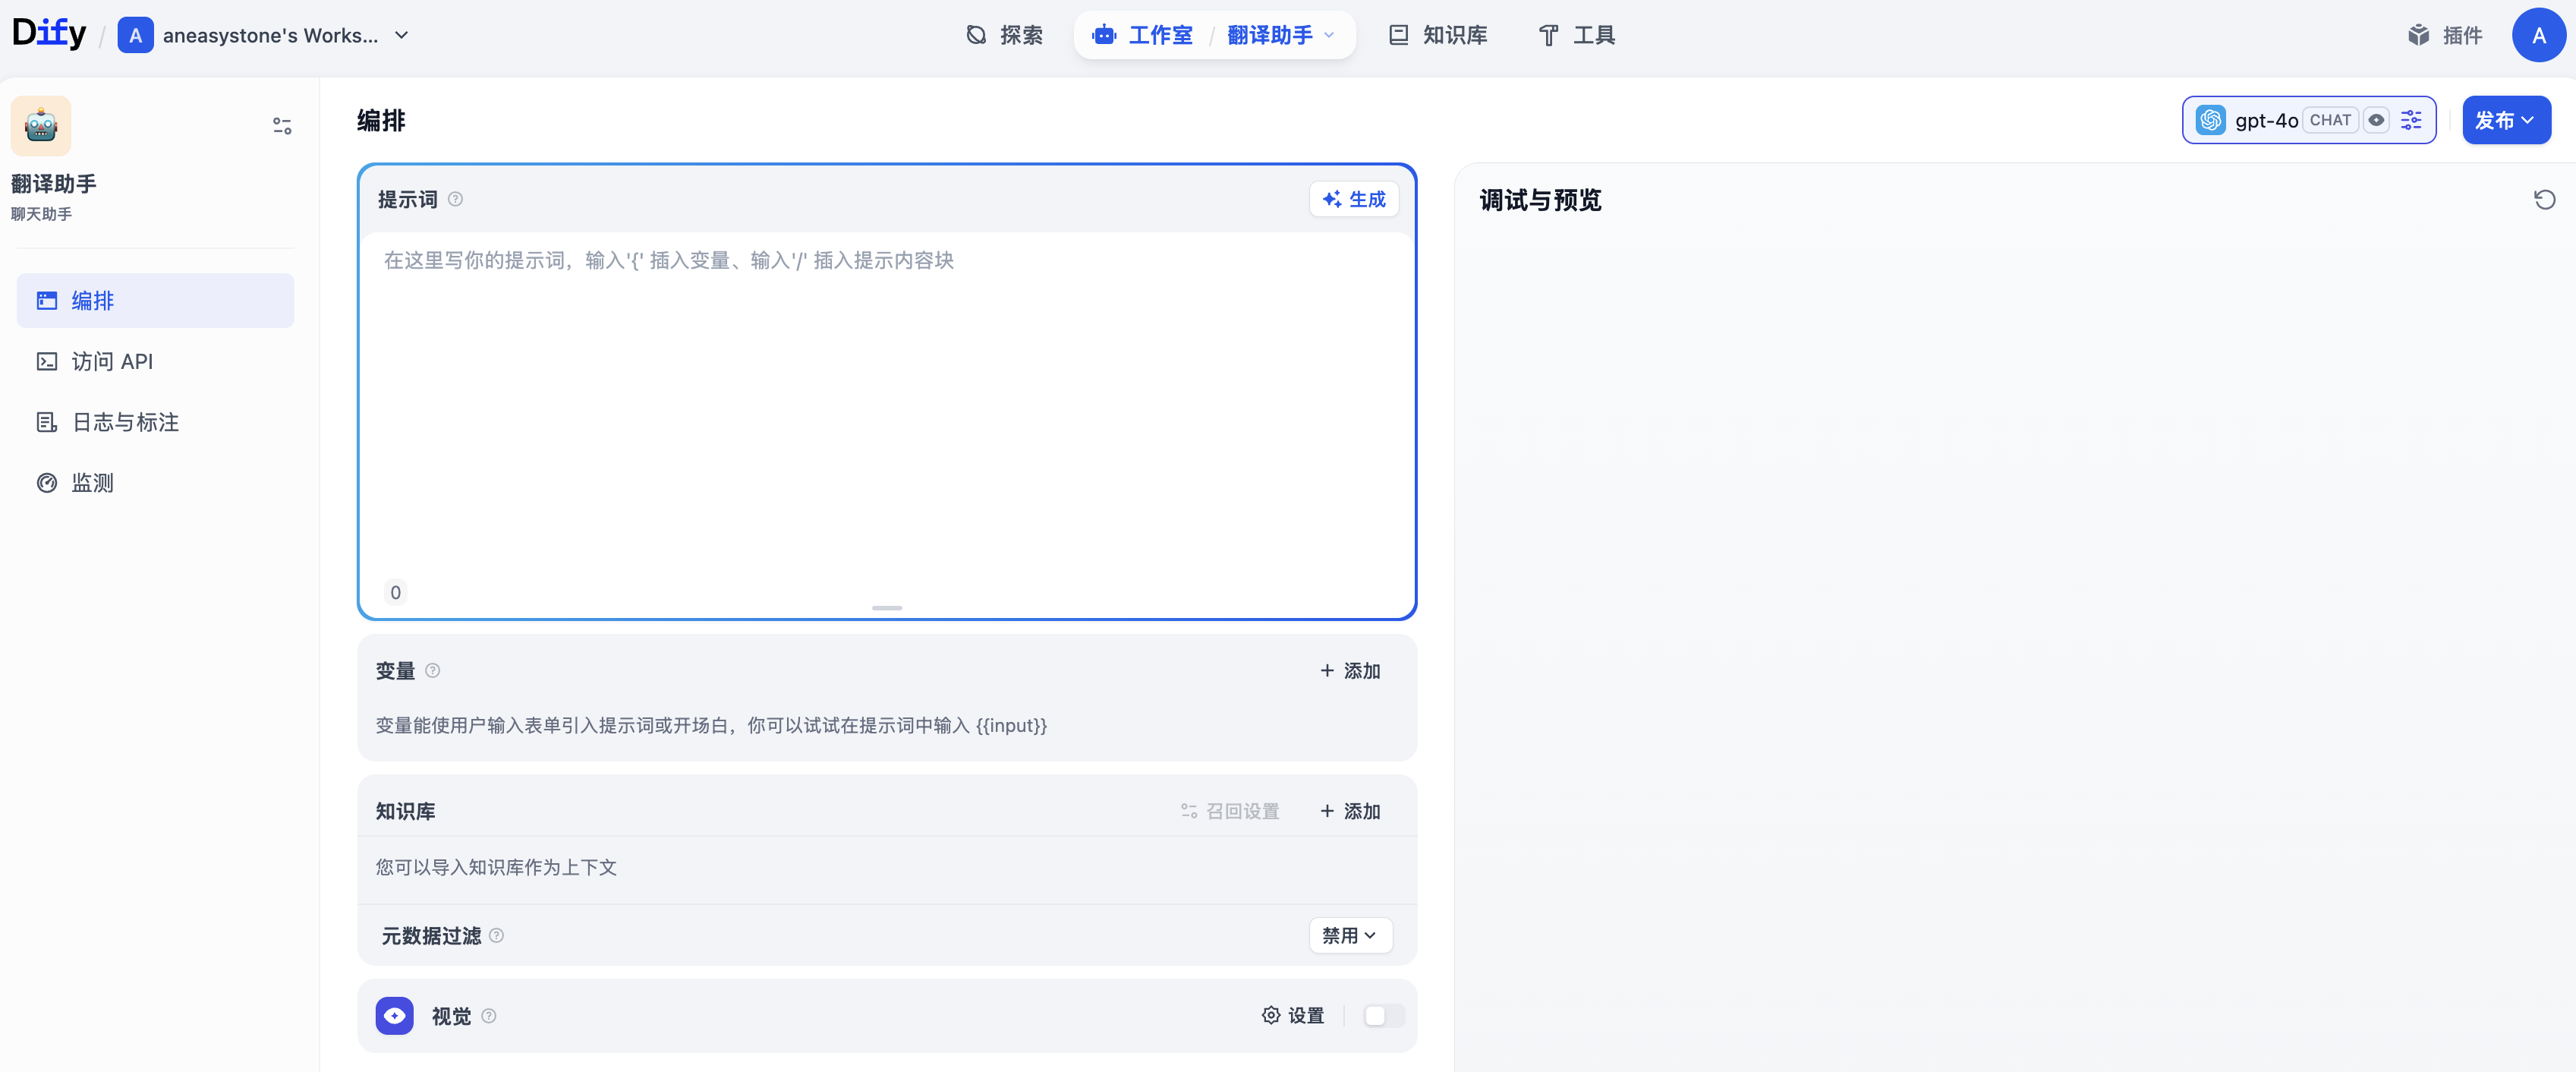 Dify / A aneasystone's Works...
探索
工作室 / 翻译助手
知识库
工具
插件
A
翻译助手
聊天助手
编排
访问 API
日志与标注
监测
编排
gpt-4o CHAT
发布
提示词
生成
在这里写你的提示词，输入'{' 插入变量、输入'/' 插入提示内容块
0
变量
+ 添加
变量能使用户输入表单引入提示词或开场白，你可以试试在提示词中输入 {{input}}
知识库
召回设置
+ 添加
您可以导入知识库作为上下文
元数据过滤
禁用
视觉
设置
调试与预览